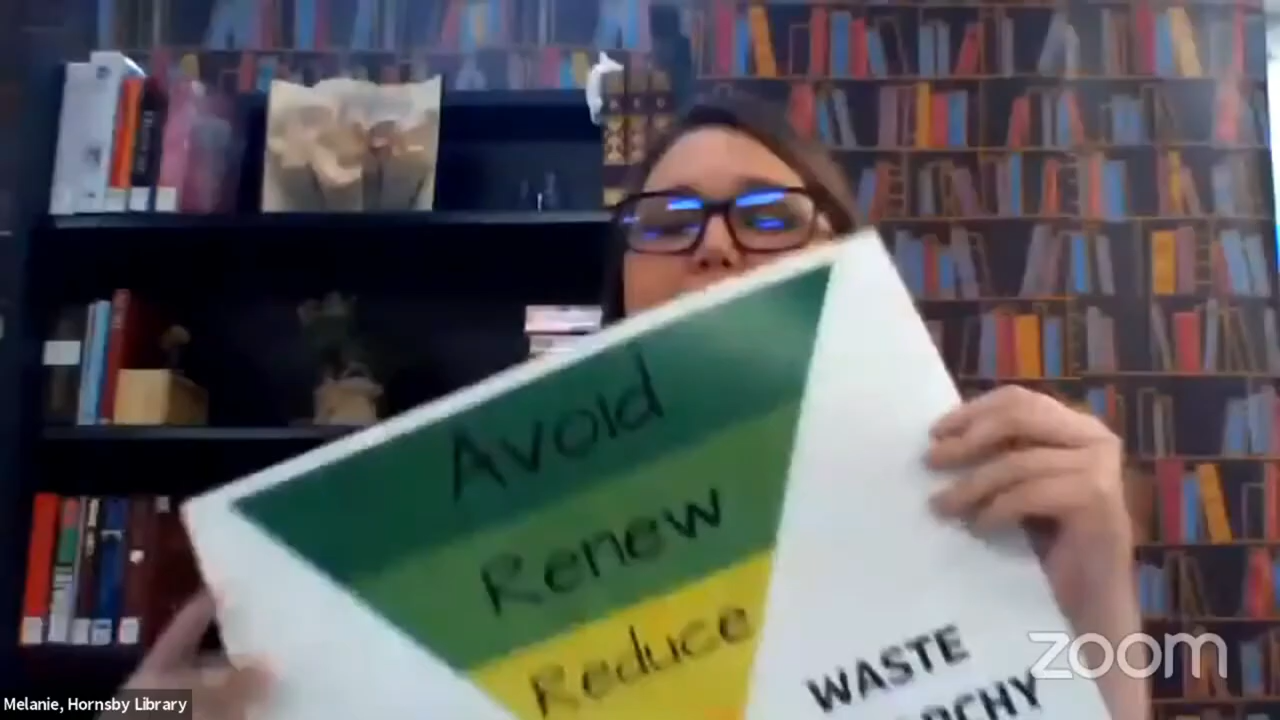 Avoid
Renew
Reduce
WASTE
zoom
Melanie, Hornsby Library